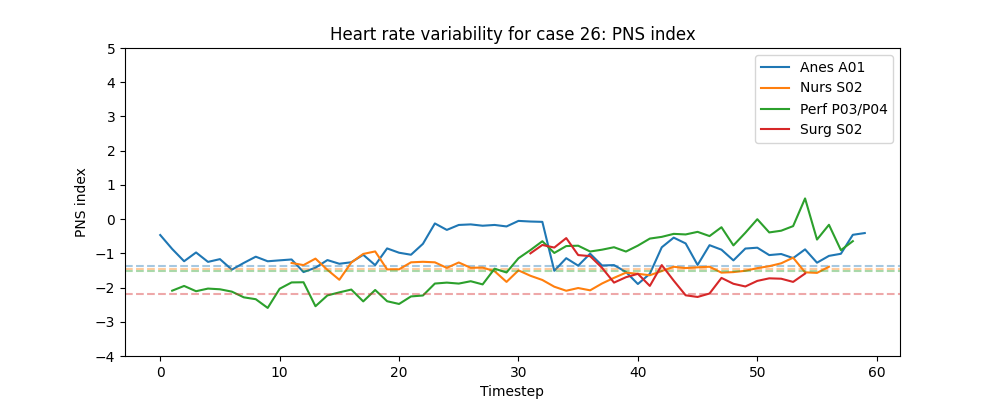 Heart rate variability for case 26: PNS index
5
4
3
2
1
0
−1
−2
−3
−4
PNS index
0 10 20 30 40 50 60
Timestep
Anes A01
Nurs S02
Perf P03/P04
Surg S02